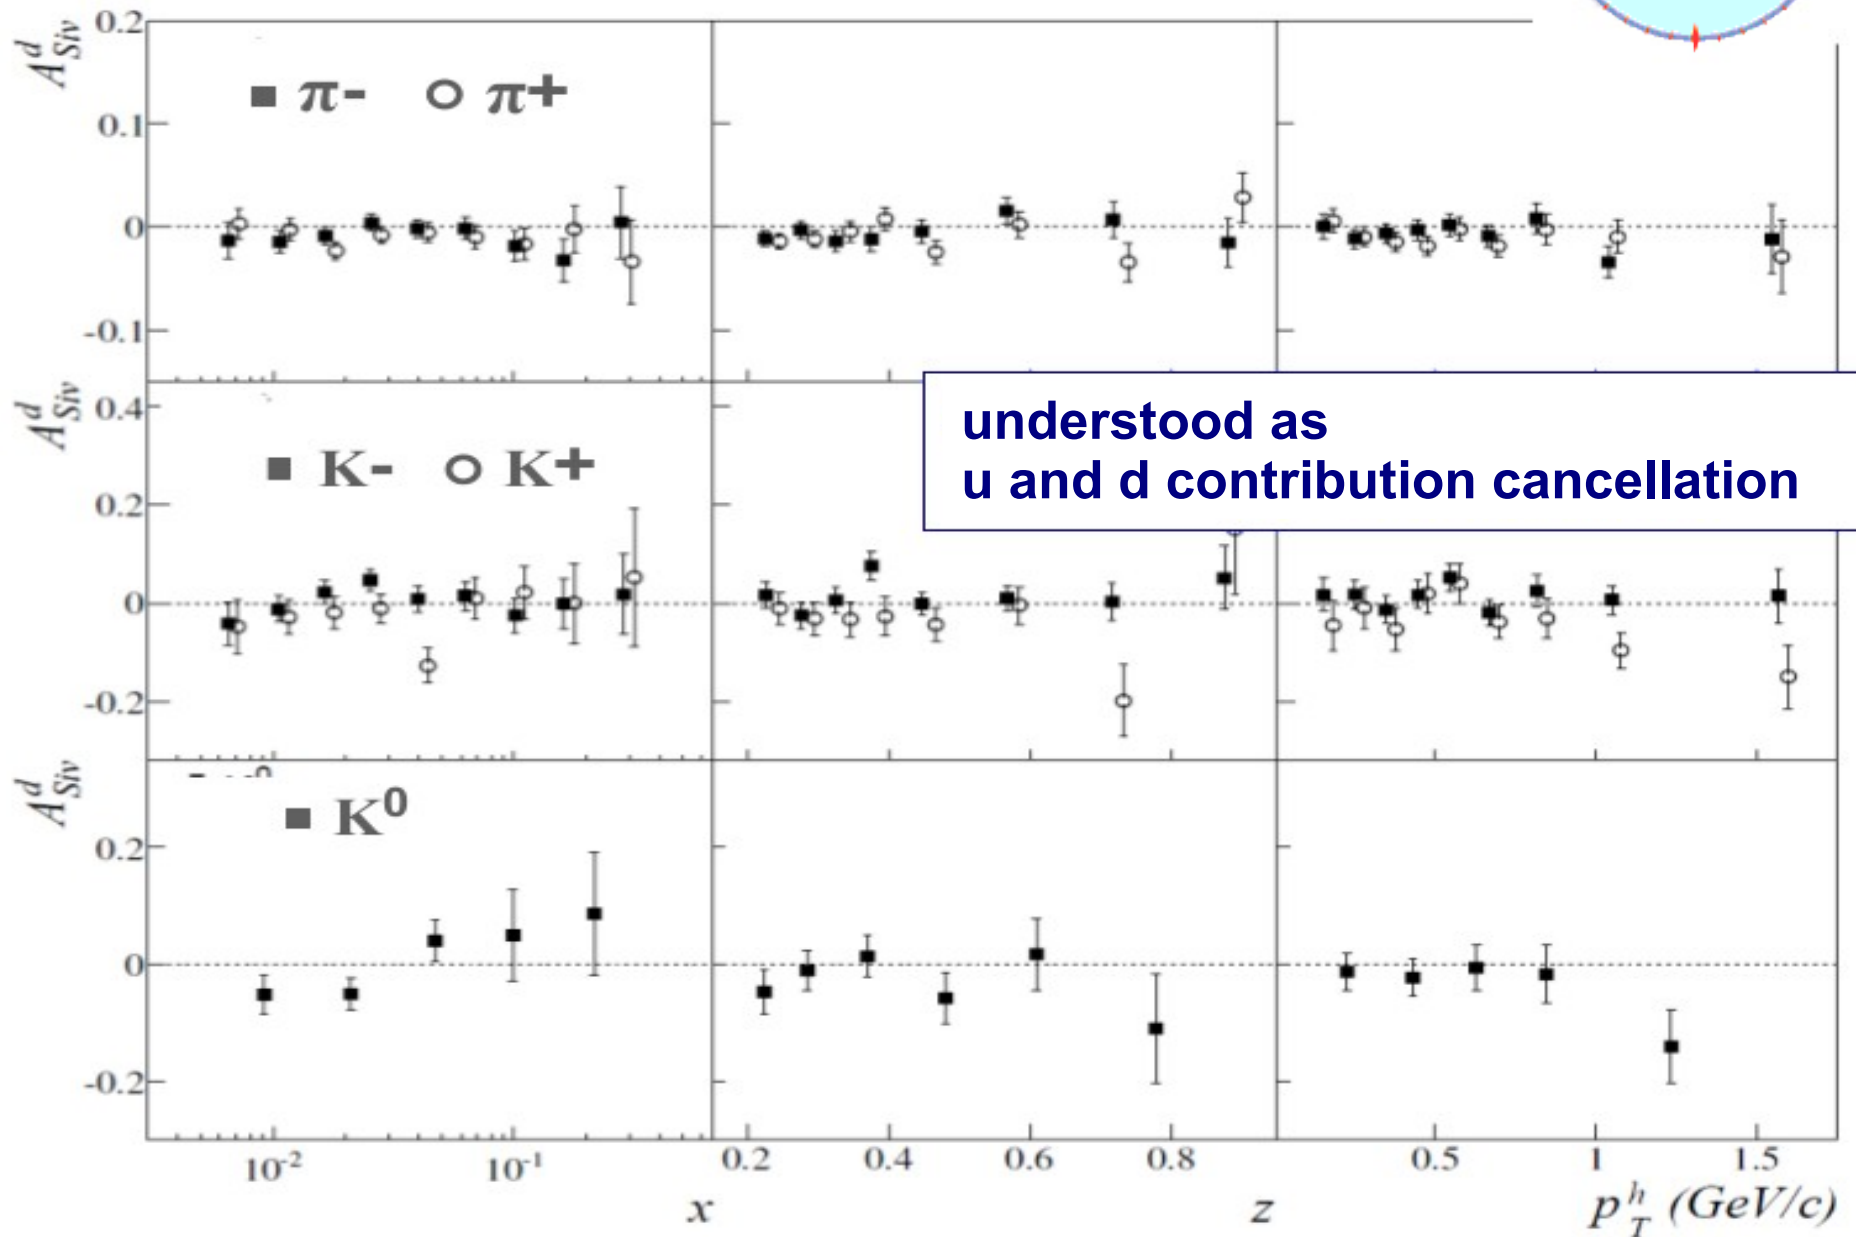 A^d_Siv
0.2
π- π+
0.1
0
-0.1
A^d_Siv
0.4
K- K+
understood as
u and d contribution cancellation
0.2
0
-0.2
A^d_Siv
K⁰
0.2
0
-0.2
10⁻² 10⁻¹ 0.2 0.4 0.6 0.8 0.5 1 1.5
x z p_T^h (GeV/c)